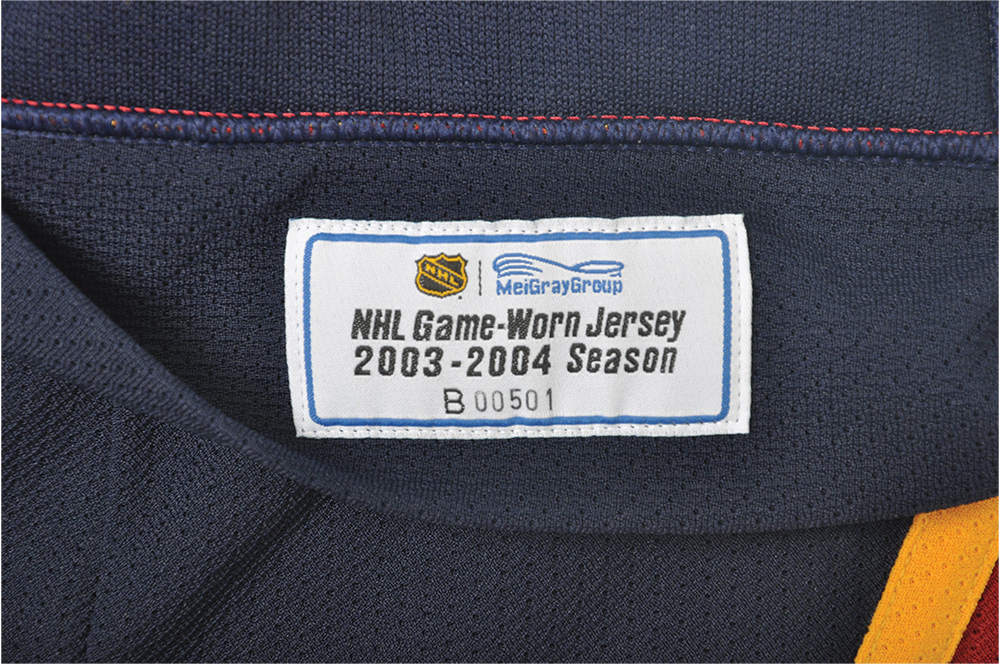 NHL
MeiGrayGroup
NHL Game-Worn Jersey
2003-2004 Season
B 00501